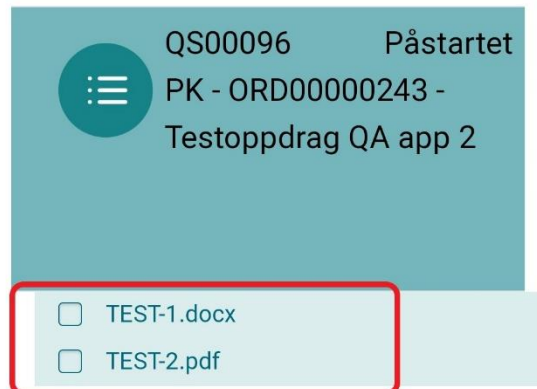 QS00096 Påstartet
PK - ORD00000243 -
Testoppdrag QA app 2
TEST-1.docx
TEST-2.pdf